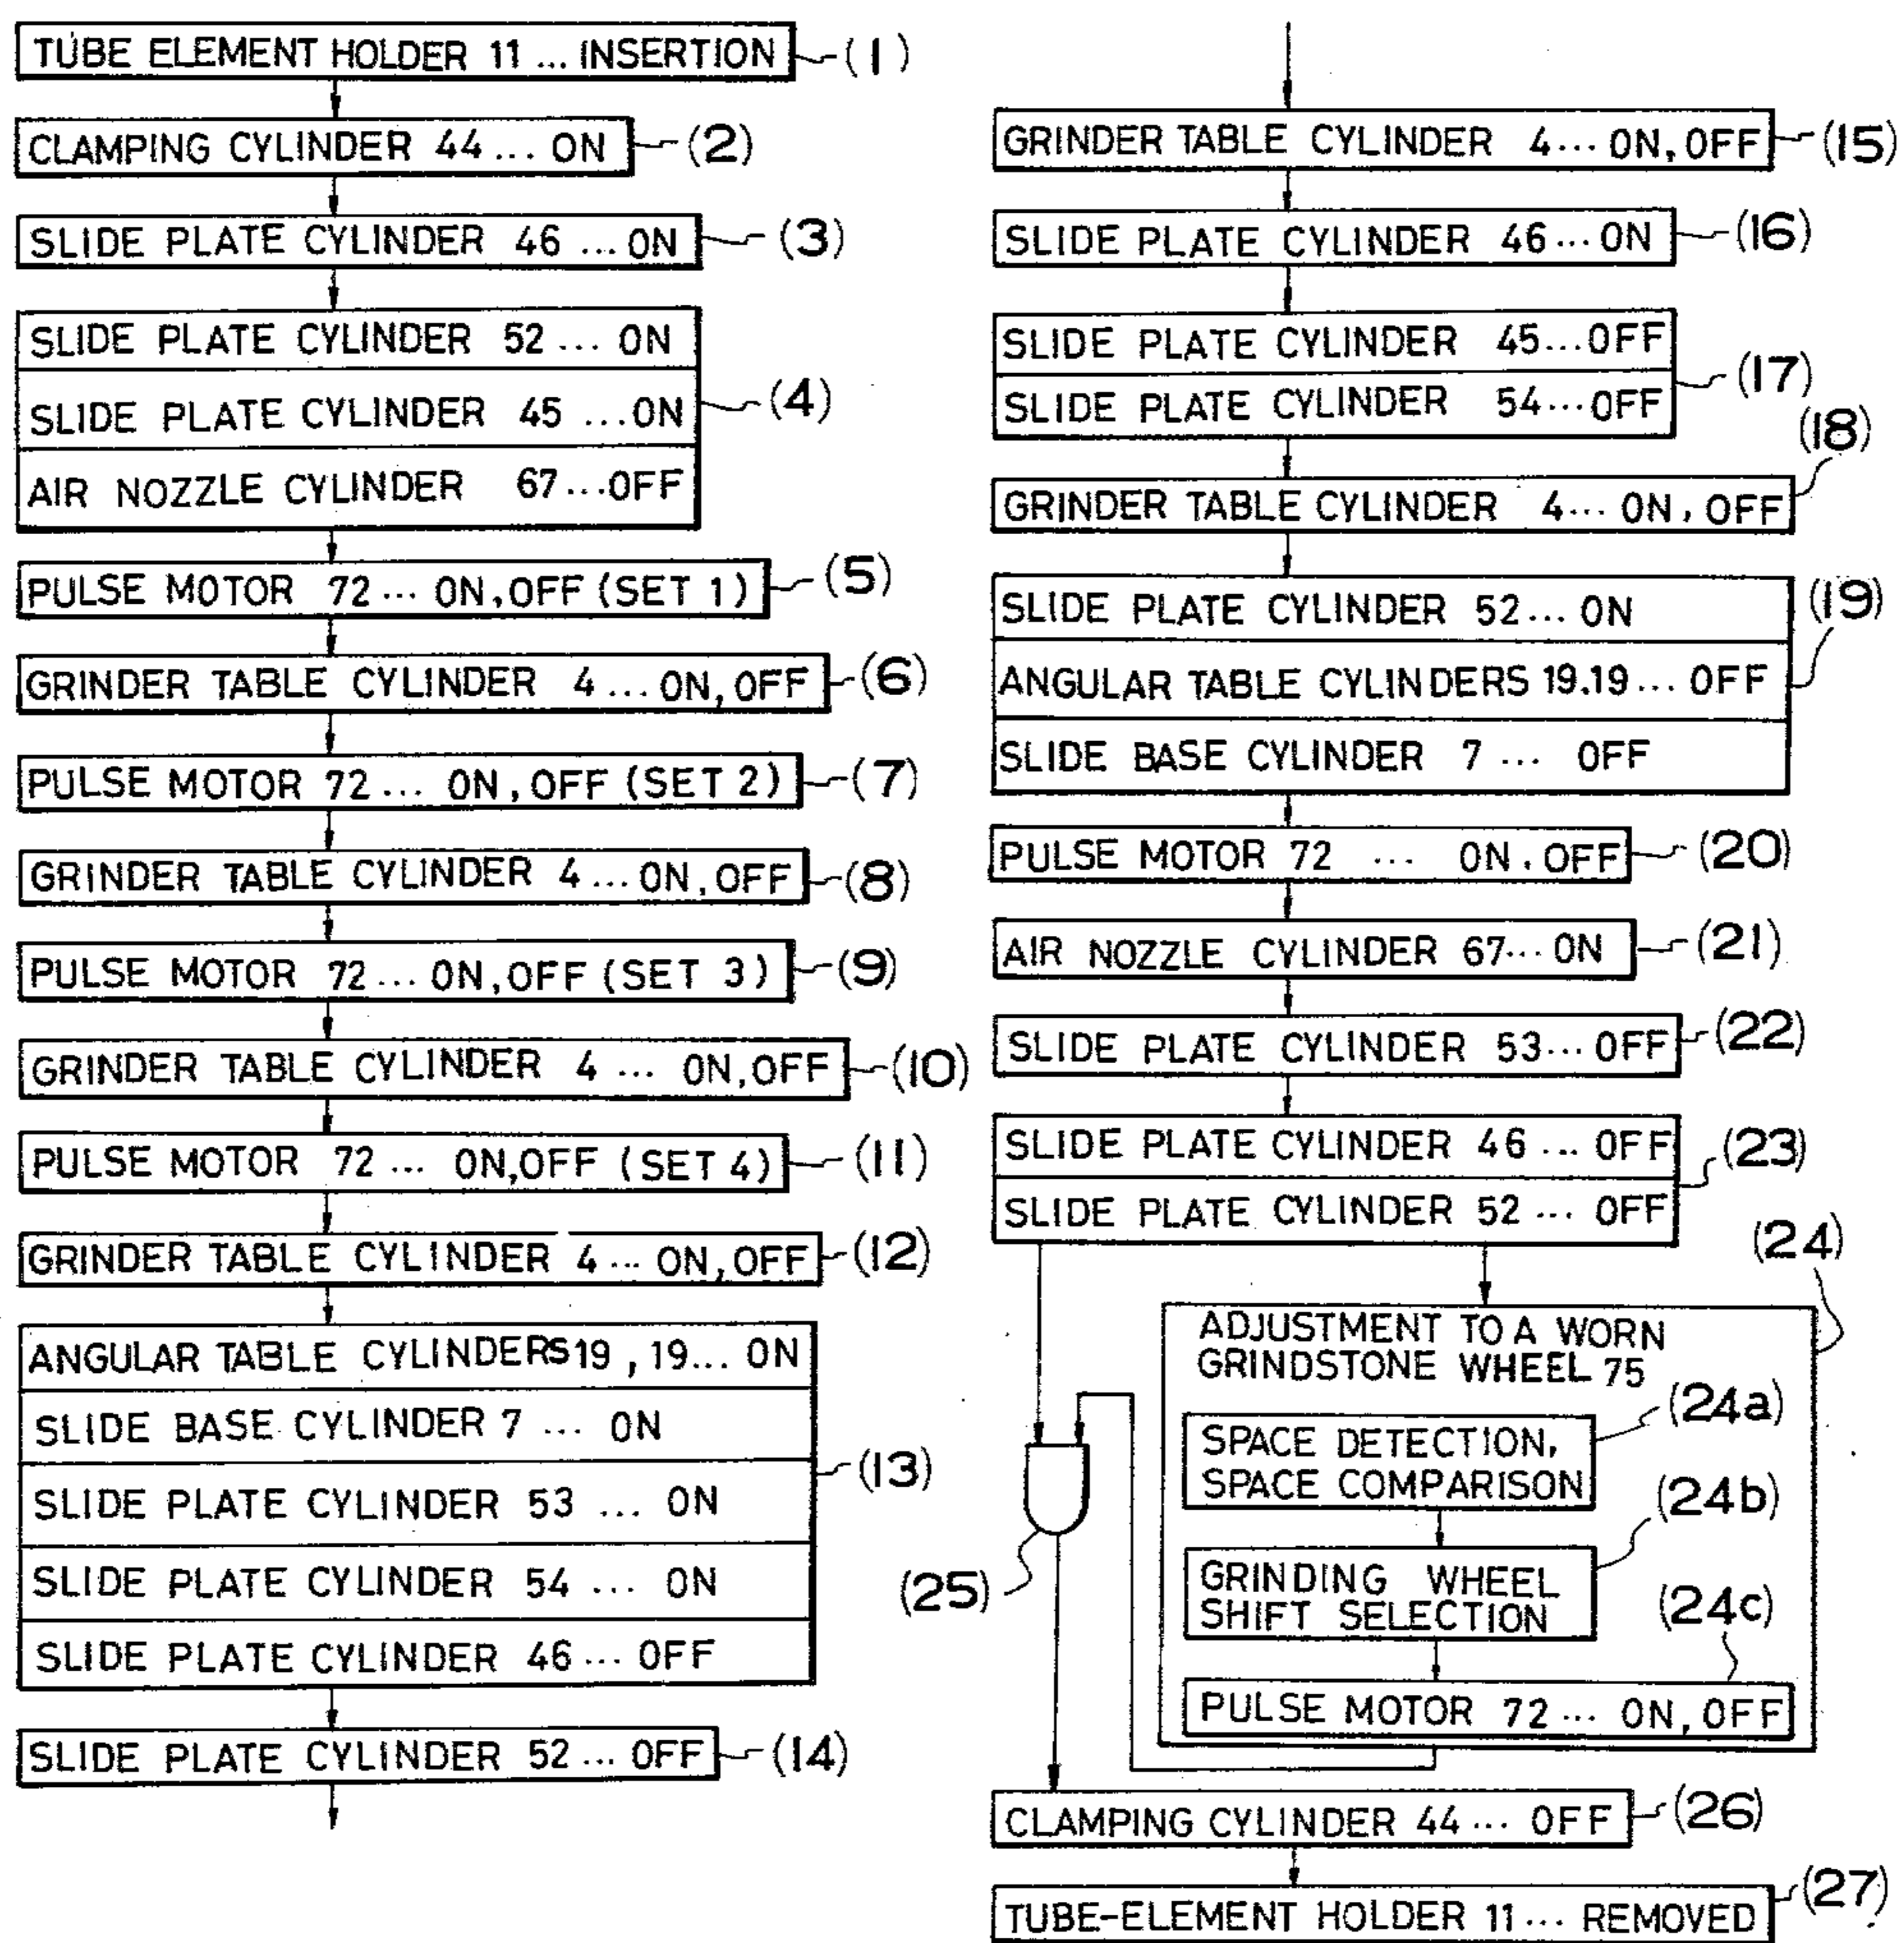 TUBE ELEMENT HOLDER 11 ... INSERTION (1)
CLAMPING CYLINDER 44 ... ON (2)
SLIDE PLATE CYLINDER 46 ... ON (3)
SLIDE PLATE CYLINDER 52 ... ON
SLIDE PLATE CYLINDER 45 ... ON (4)
AIR NOZZLE CYLINDER 67 ... OFF
PULSE MOTOR 72 ... ON, OFF (SET 1) (5)
GRINDER TABLE CYLINDER 4 ... ON, OFF (6)
PULSE MOTOR 72 ... ON, OFF (SET 2) (7)
GRINDER TABLE CYLINDER 4 ... ON, OFF (8)
PULSE MOTOR 72 ... ON, OFF (SET 3) (9)
GRINDER TABLE CYLINDER 4 ... ON, OFF (10)
PULSE MOTOR 72 ... ON, OFF (SET 4) (11)
GRINDER TABLE CYLINDER 4 ... ON, OFF (12)
ANGULAR TABLE CYLINDERS 19, 19 ... ON
SLIDE BASE CYLINDER 7 ... ON
SLIDE PLATE CYLINDER 53 ... ON (13)
SLIDE PLATE CYLINDER 54 ... ON
SLIDE PLATE CYLINDER 46 ... OFF
SLIDE PLATE CYLINDER 52 ... OFF (14)
GRINDER TABLE CYLINDER 4 ... ON, OFF (15)
SLIDE PLATE CYLINDER 46 ... ON (16)
SLIDE PLATE CYLINDER 45 ... OFF
SLIDE PLATE CYLINDER 54 ... OFF (17)
GRINDER TABLE CYLINDER 4 ... ON, OFF (18)
SLIDE PLATE CYLINDER 52 ... ON
ANGULAR TABLE CYLINDERS 19.19 ... OFF (19)
SLIDE BASE CYLINDER 7 ... OFF
PULSE MOTOR 72 ... ON, OFF (20)
AIR NOZZLE CYLINDER 67 ... ON (21)
SLIDE PLATE CYLINDER 53 ... OFF (22)
SLIDE PLATE CYLINDER 46 ... OFF
SLIDE PLATE CYLINDER 52 ... OFF (23)
(24)
ADJUSTMENT TO A WORN
GRINDSTONE WHEEL 75
(24a)
SPACE DETECTION,
SPACE COMPARISON
(24b)
GRINDING WHEEL
SHIFT SELECTION
(24c)
PULSE MOTOR 72 ... ON, OFF
(25)
CLAMPING CYLINDER 44 ... OFF (26)
TUBE-ELEMENT HOLDER 11 ... REMOVED (27)